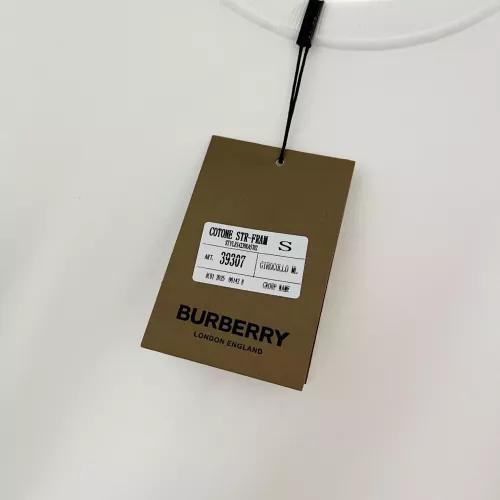 COTONE STR-FRAM S
ART. 39307 GIROCOLLO ML.
GROUP NAME
BURBERRY
LONDON ENGLAND